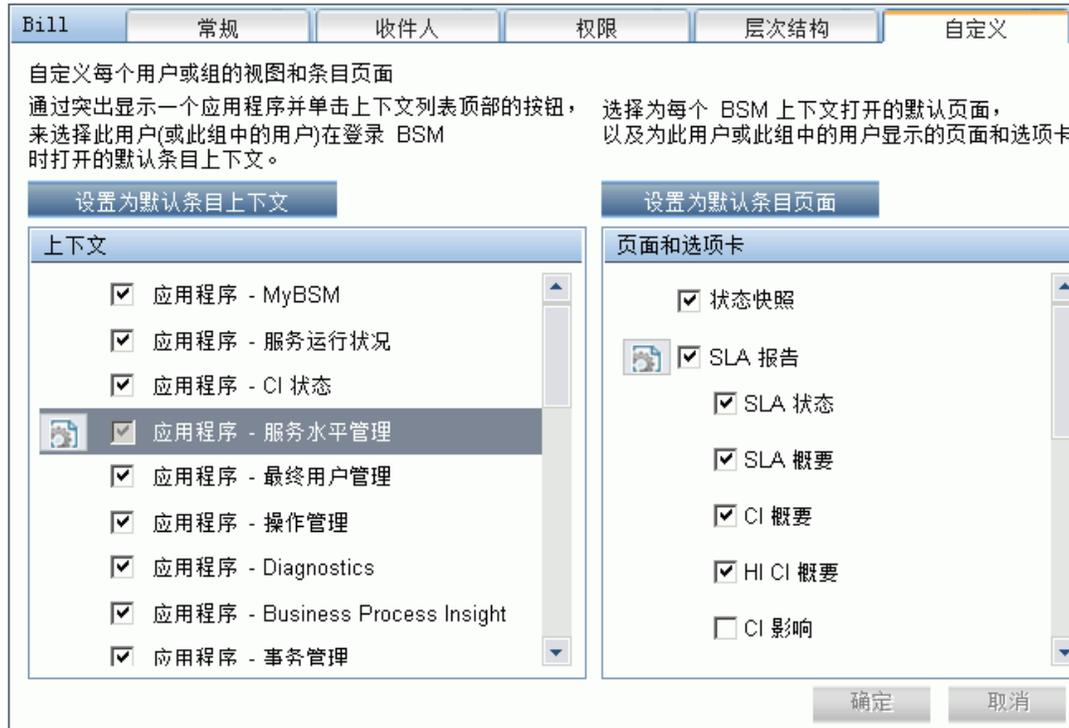 Bill
常规
收件人
权限
层次结构
自定义
自定义每个用户或组的视图和条目页面
通过突出显示一个应用程序并单击上下文列表顶部的按钮，
来选择此用户(或此组中的用户)在登录 BSM
时打开的默认条目上下文。
选择为每个 BSM 上下文打开的默认页面，
以及为此用户或此组中的用户显示的页面和选项卡
设置为默认条目上下文
设置为默认条目页面
上下文
应用程序 - MyBSM
应用程序 - 服务运行状况
应用程序 - CI 状态
应用程序 - 服务水平管理
应用程序 - 最终用户管理
应用程序 - 操作管理
应用程序 - Diagnostics
应用程序 - Business Process Insight
应用程序 - 事务管理
页面和选项卡
状态快照
SLA 报告
SLA 状态
SLA 概要
CI 概要
HI CI 概要
CI 影响
确定
取消